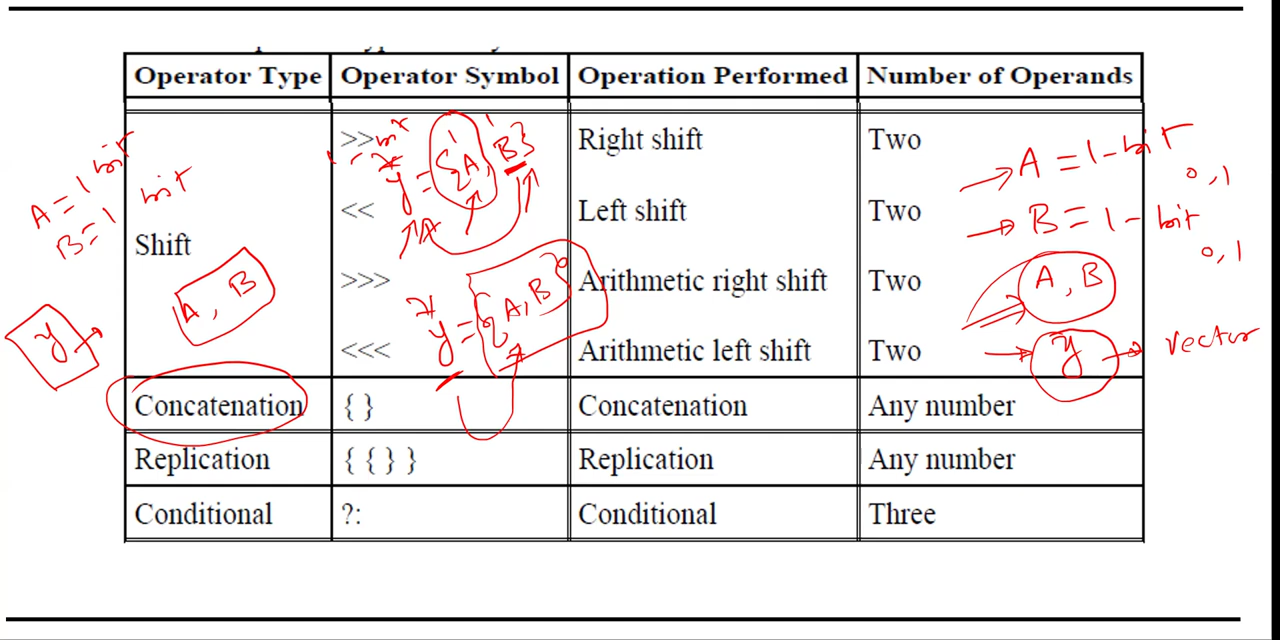 Operator Type Operator Symbol Operation Performed Number of Operands
Shift
>> Right shift Two
<< Left shift Two
>>> Arithmetic right shift Two
<<< Arithmetic left shift Two
Concatenation { } Concatenation Any number
Replication { { } } Replication Any number
Conditional ?: Conditional Three
A = 1 bit
B = 1 bit
A, B
y
y = {A, B}
1 1
y = {A, B}
A = 1-bit
0,1
B = 1-bit
0,1
A, B
y → vector